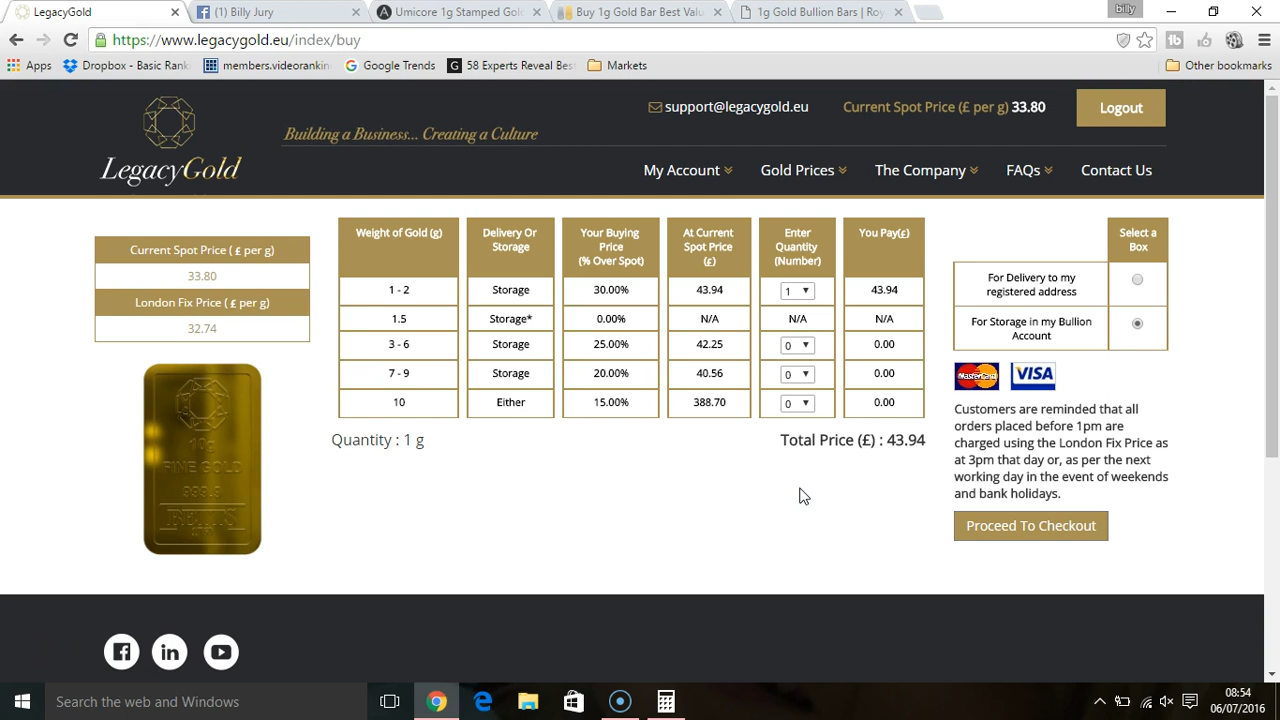 LegacyGold
(1) Billy Jury
Umicore 1g Stamped Gol
Buy 1g Gold Bar Best Valu
1g Gold Bullion Bars | Roy
billy
https://www.legacygold.eu/index/buy
Apps
Dropbox - Basic Rank
members.videorankin
Google Trends
58 Experts Reveal Best
Markets
Other bookmarks
support@legacygold.eu
Current Spot Price (£ per g) 33.80
Logout
Building a Business... Creating a Culture
LegacyGold
My Account
Gold Prices
The Company
FAQs
Contact Us
Current Spot Price ( £ per g)
33.80
London Fix Price ( £ per g)
32.74
10g
FINE GOLD
999.9
Weight of Gold (g) Delivery Or Storage Your Buying Price (% Over Spot) At Current Spot Price (£) Enter Quantity (Number) You Pay(£)
1 - 2 Storage 30.00% 43.94 1 43.94
1.5 Storage* 0.00% N/A N/A N/A
3 - 6 Storage 25.00% 42.25 0 0.00
7 - 9 Storage 20.00% 40.56 0 0.00
10 Either 15.00% 388.70 0 0.00
Quantity : 1 g
Total Price (£) : 43.94
Select a
Box
For Delivery to my
registered address
For Storage in my Bullion
Account
MasterCard
VISA
Customers are reminded that all
orders placed before 1pm are
charged using the London Fix Price as
at 3pm that day or, as per the next
working day in the event of weekends
and bank holidays.
Proceed To Checkout
Search the web and Windows
08:54
06/07/2016